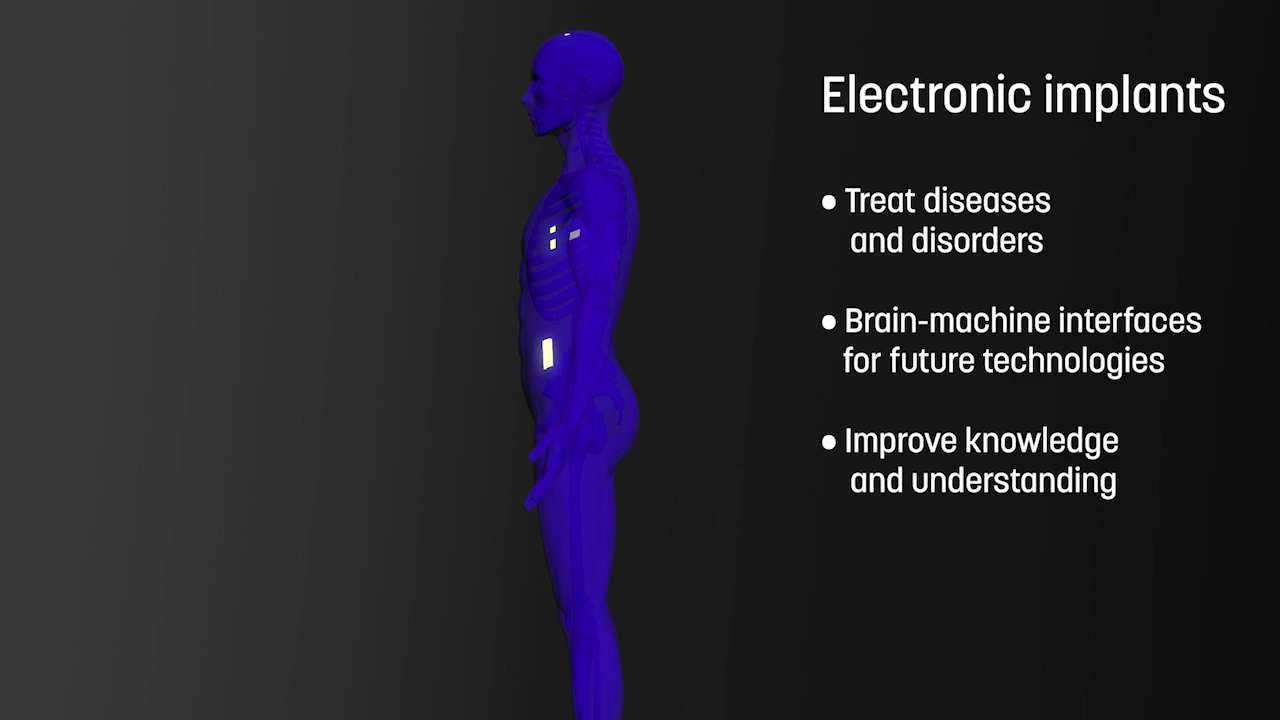 Electronic implants
• Treat diseases
and disorders
• Brain-machine interfaces
for future technologies
• Improve knowledge
and understanding